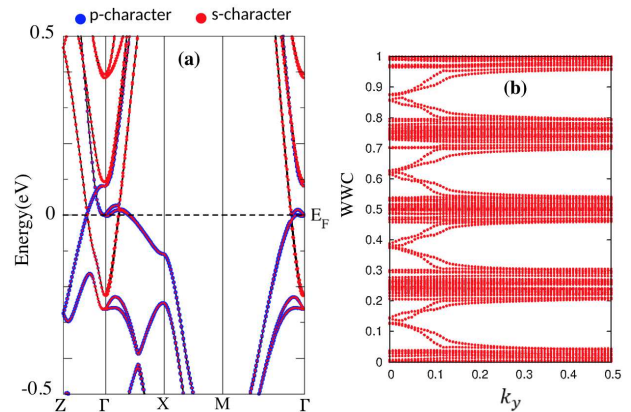 p-character s-character
(a)
Energy(eV)
0.5
0
-0.5
E_F
Z Γ X M Γ
(b)
WWC
1
0.9
0.8
0.7
0.6
0.5
0.4
0.3
0.2
0.1
0
0 0.1 0.2 0.3 0.4 0.5
k_y